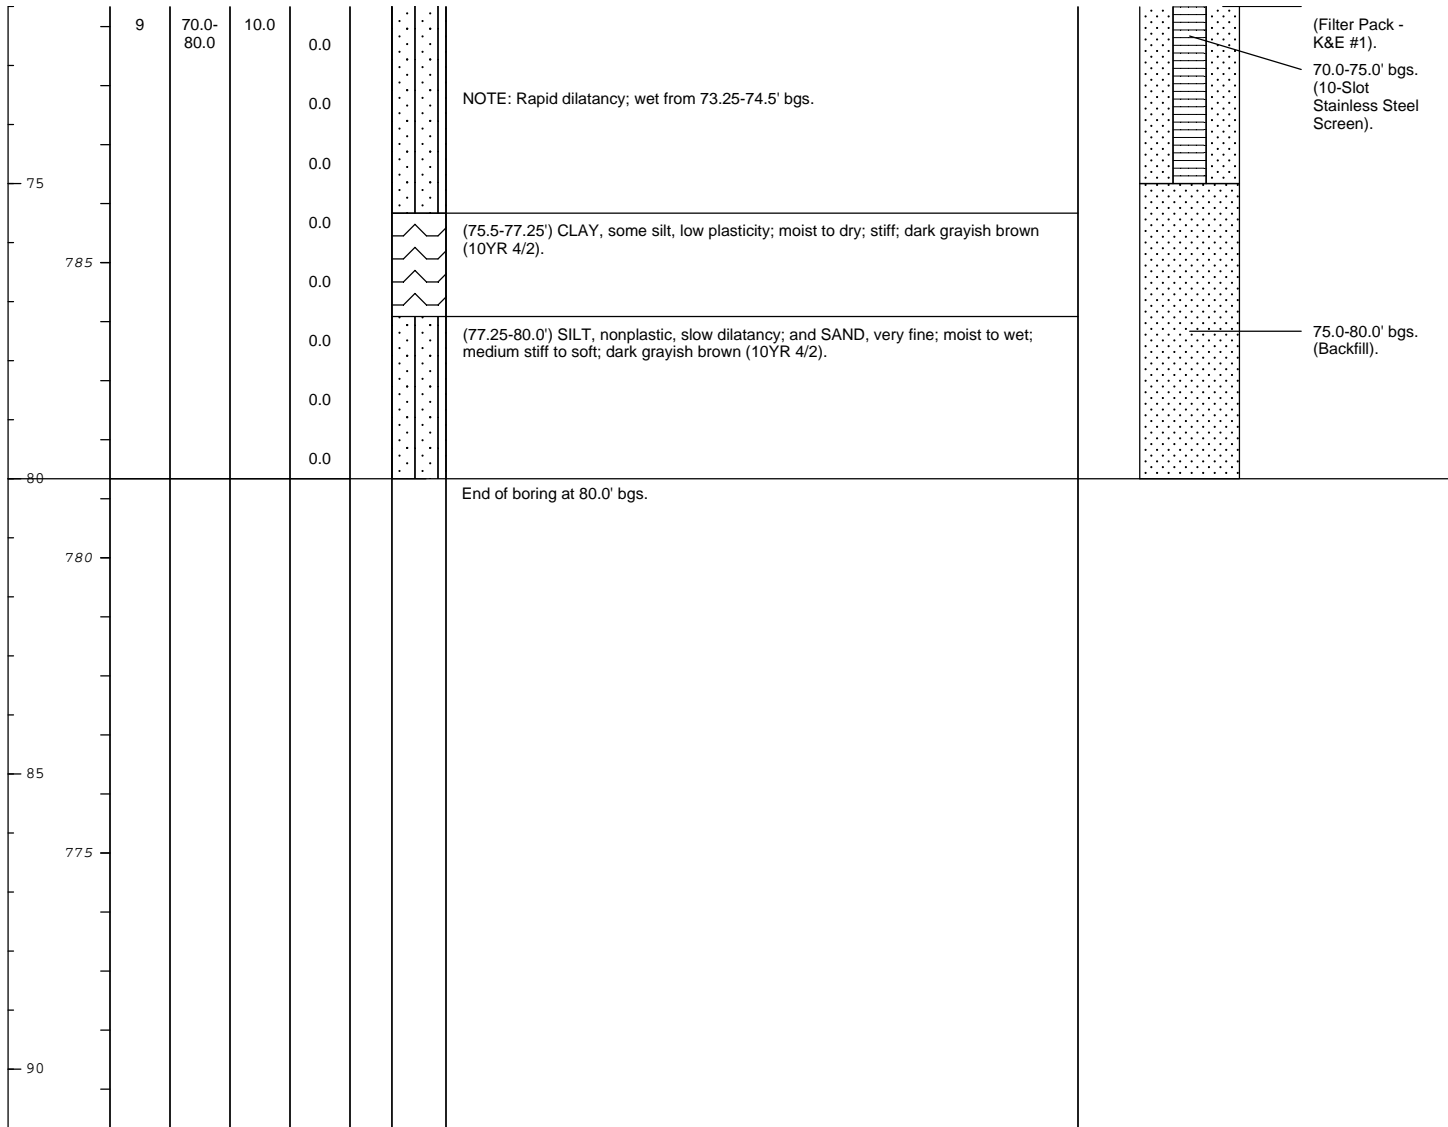 9
70.0-
80.0
10.0
(Filter Pack -
K&E #1).
0.0
70.0-75.0' bgs.
(10-Slot
Stainless Steel
Screen).
NOTE: Rapid dilatancy; wet from 73.25-74.5' bgs.
0.0
0.0
75
0.0
(75.5-77.25') CLAY, some silt, low plasticity; moist to dry; stiff; dark grayish brown
(10YR 4/2).
785
0.0
0.0
(77.25-80.0') SILT, nonplastic, slow dilatancy; and SAND, very fine; moist to wet;
medium stiff to soft; dark grayish brown (10YR 4/2).
75.0-80.0' bgs.
(Backfill).
0.0
0.0
80
End of boring at 80.0' bgs.
780
85
775
90